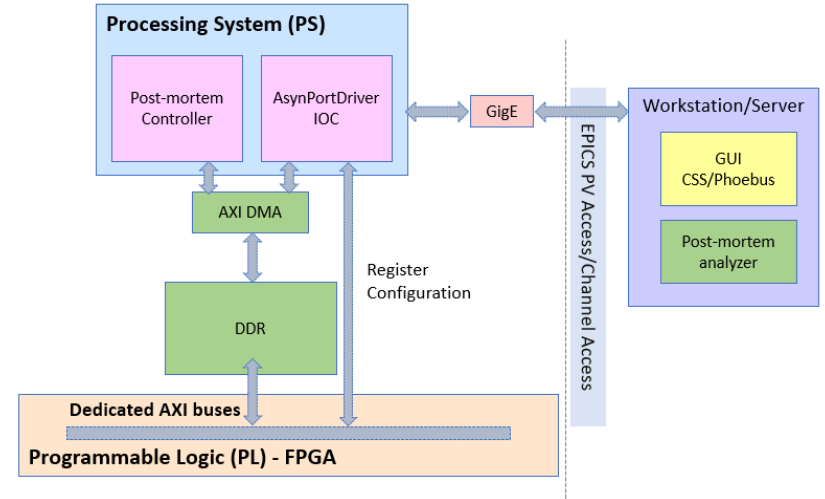 Processing System (PS)
Post-mortem
Controller
AsynPortDriver
IOC
GigE
EPICS PV Access/Channel Access
Workstation/Server
GUI
CSS/Phoebus
Post-mortem
analyzer
AXI DMA
Register
Configuration
DDR
Dedicated AXI buses
Programmable Logic (PL) - FPGA